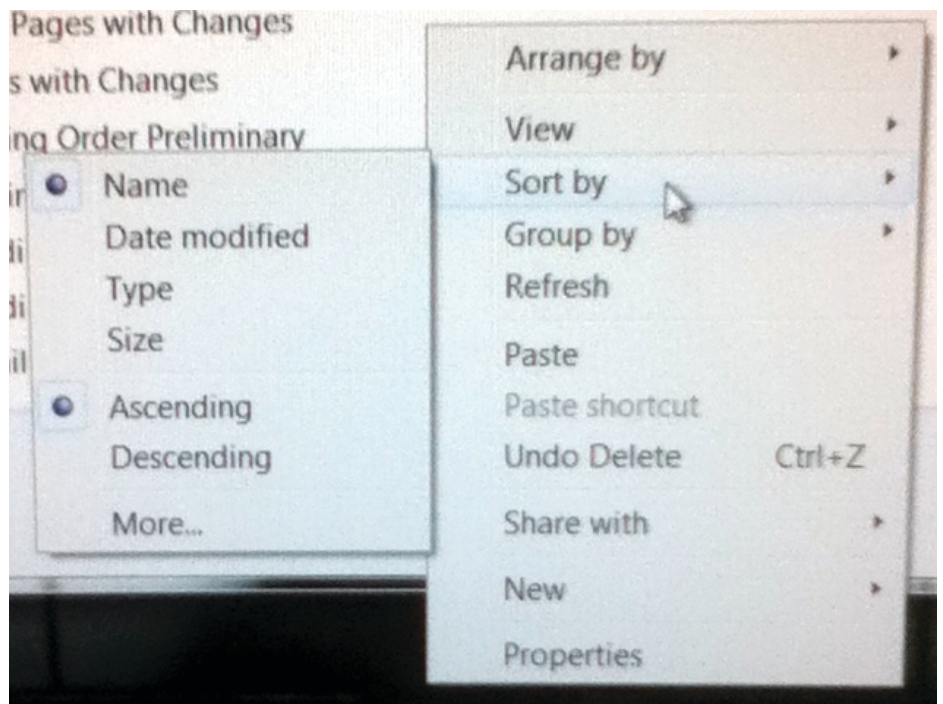 Pages with Changes
s with Changes
ng Order Preliminary
Name
Date modified
Type
Size
Ascending
Descending
More...
Arrange by
View
Sort by
Group by
Refresh
Paste
Paste shortcut
Undo Delete Ctrl+Z
Share with
New
Properties